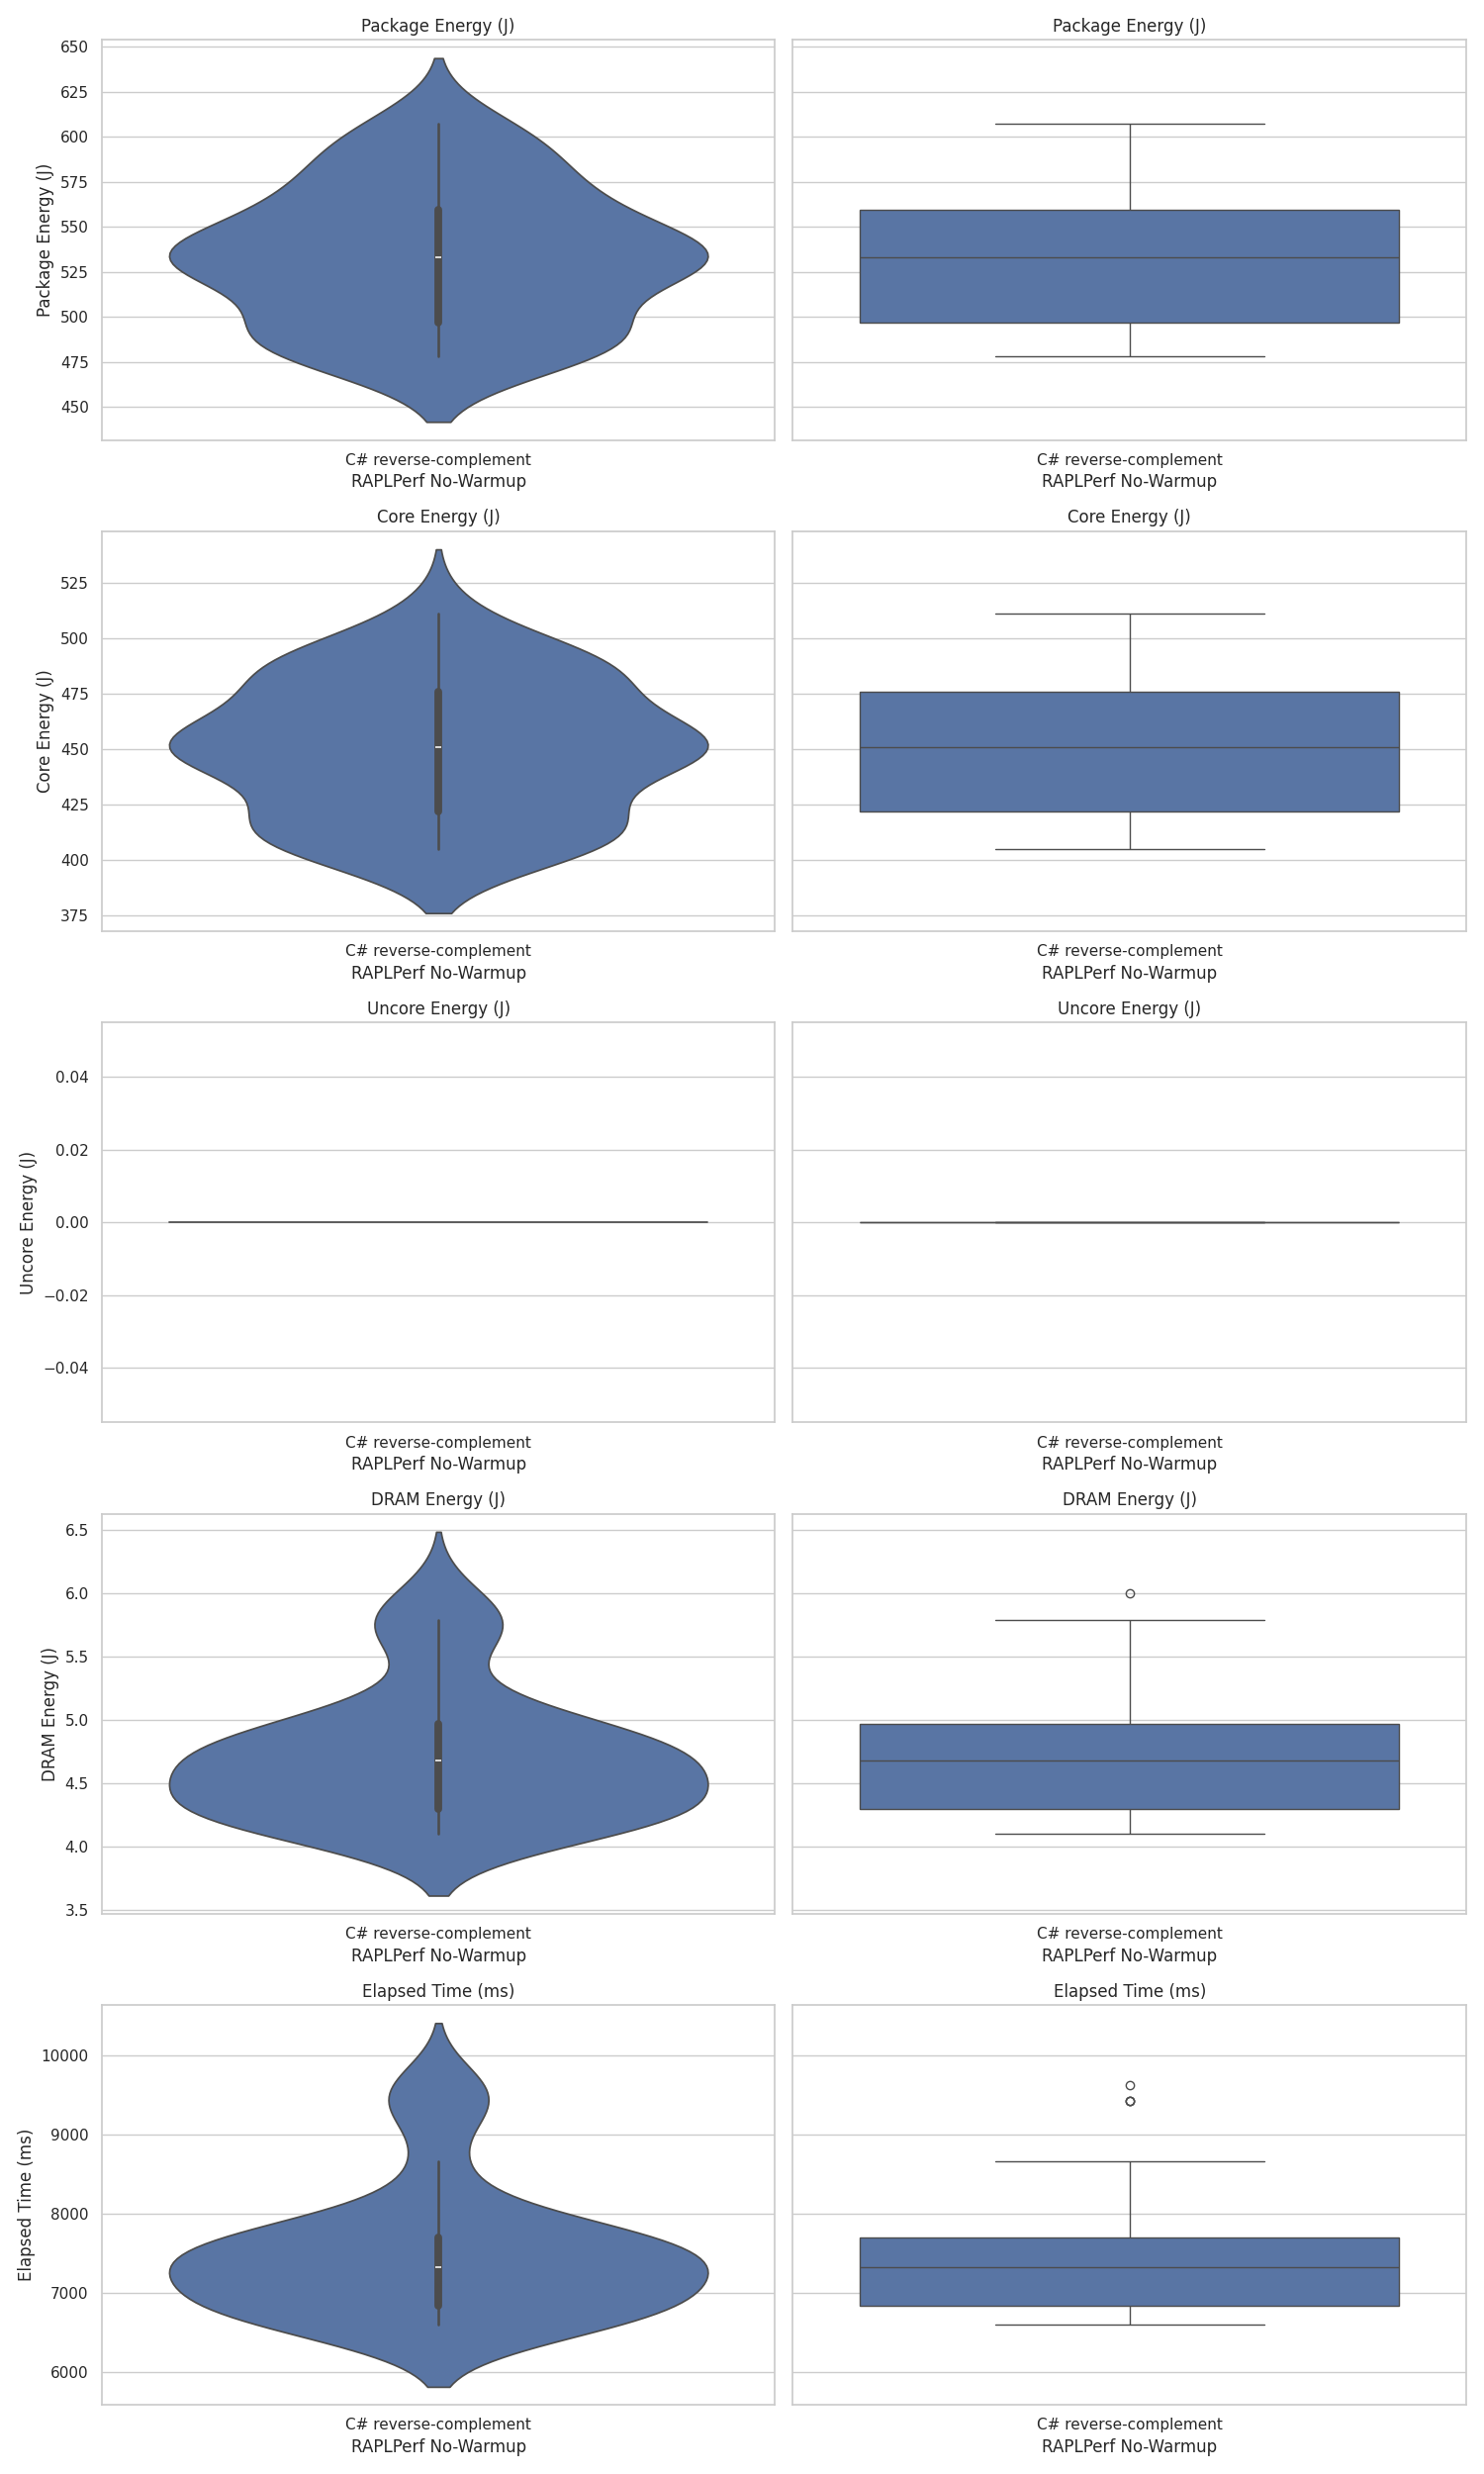 Package Energy (J)
Package Energy (J)
Package Energy (J)
650
625
600
575
550
525
500
475
450
C# reverse-complement
RAPLPerf No-Warmup
C# reverse-complement
RAPLPerf No-Warmup
Core Energy (J)
Core Energy (J)
Core Energy (J)
525
500
475
450
425
400
375
C# reverse-complement
RAPLPerf No-Warmup
C# reverse-complement
RAPLPerf No-Warmup
Uncore Energy (J)
Uncore Energy (J)
Uncore Energy (J)
0.04
0.02
0.00
−0.02
−0.04
C# reverse-complement
RAPLPerf No-Warmup
C# reverse-complement
RAPLPerf No-Warmup
DRAM Energy (J)
DRAM Energy (J)
DRAM Energy (J)
6.5
6.0
5.5
5.0
4.5
4.0
3.5
C# reverse-complement
RAPLPerf No-Warmup
C# reverse-complement
RAPLPerf No-Warmup
Elapsed Time (ms)
Elapsed Time (ms)
Elapsed Time (ms)
10000
9000
8000
7000
6000
C# reverse-complement
RAPLPerf No-Warmup
C# reverse-complement
RAPLPerf No-Warmup